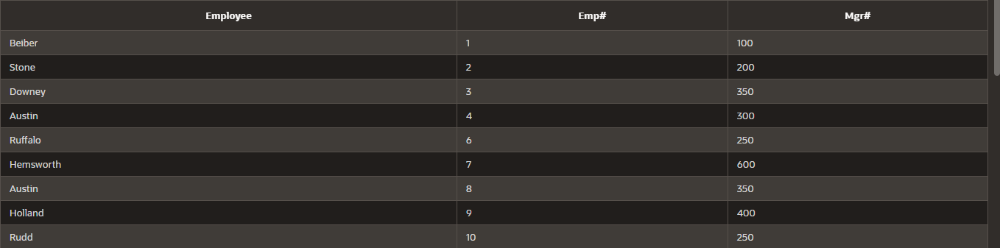 Employee Emp# Mgr#
Beiber 1 100
Stone 2 200
Downey 3 350
Austin 4 300
Ruffalo 6 250
Hemsworth 7 600
Austin 8 350
Holland 9 400
Rudd 10 250